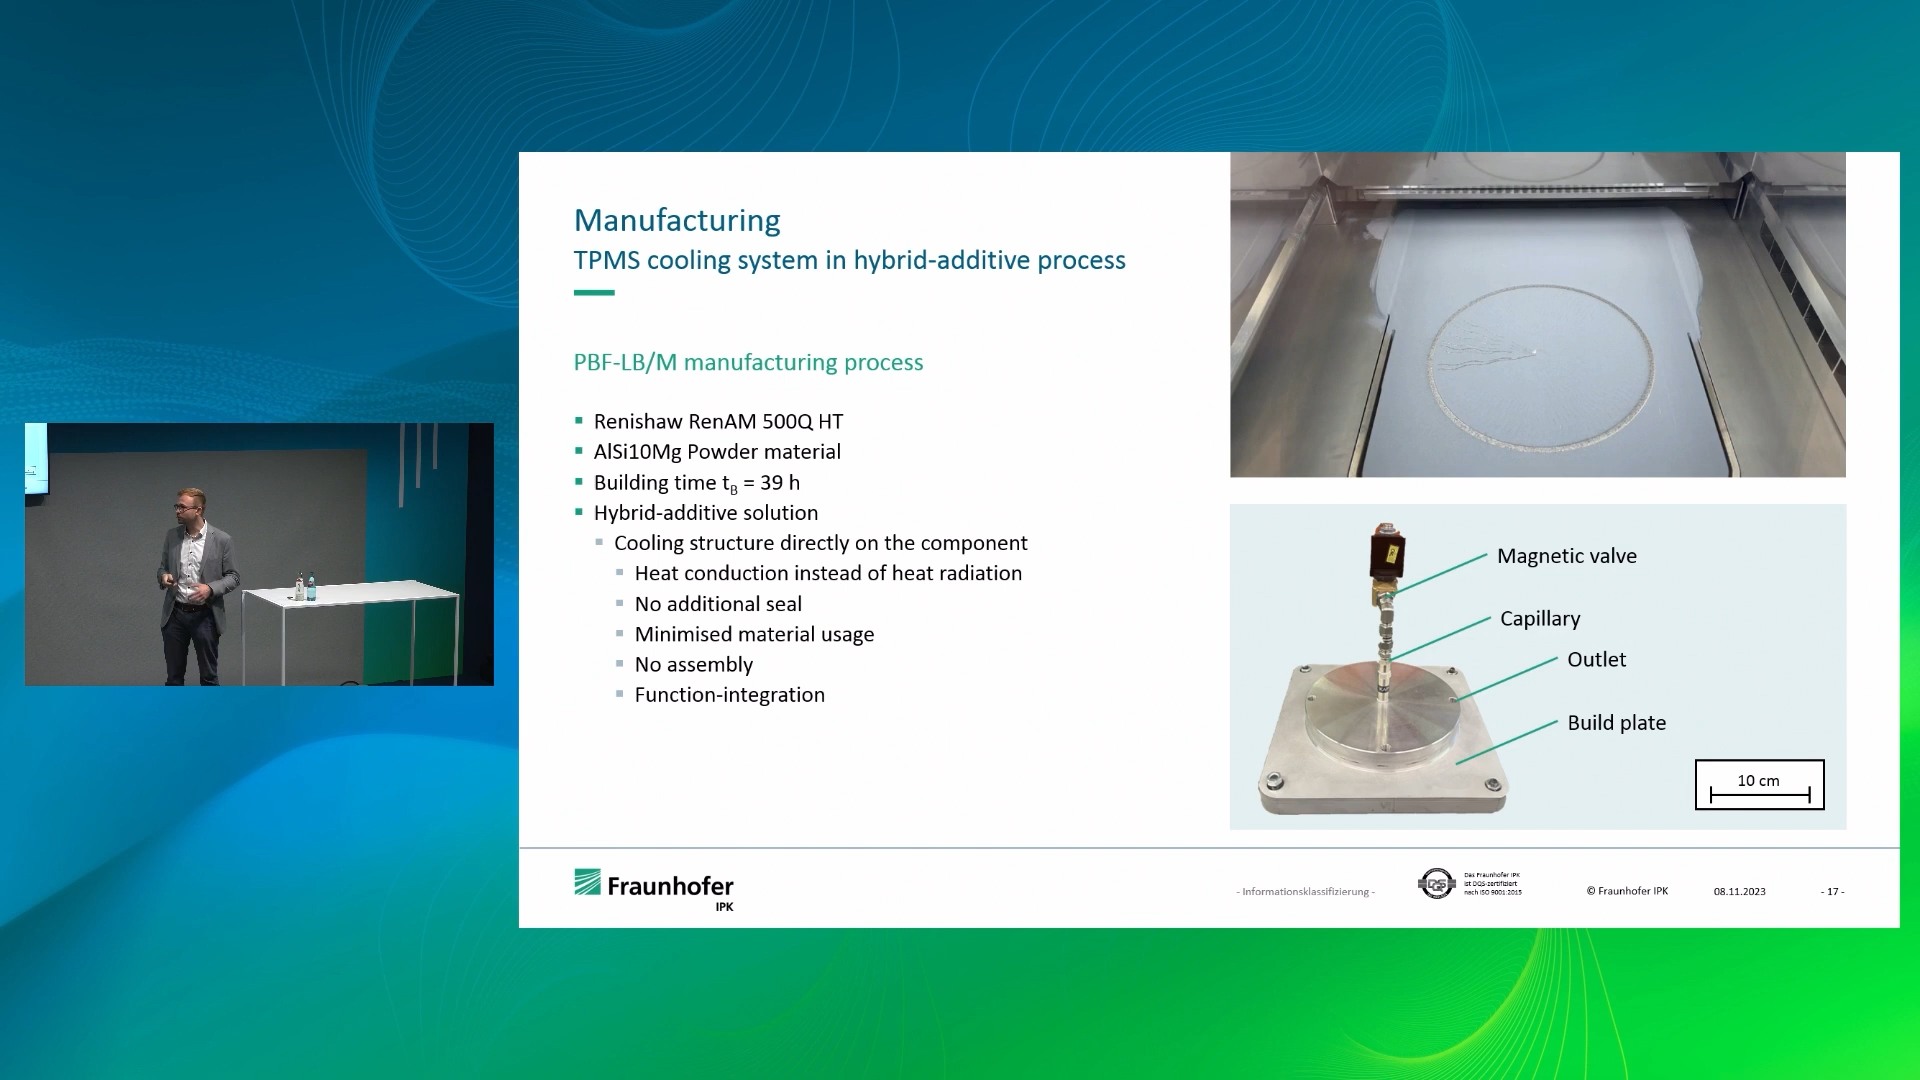 Manufacturing
TPMS cooling system in hybrid-additive process
PBF-LB/M manufacturing process
Renishaw RenAM 500Q HT
AlSi10Mg Powder material
Building time tB = 39 h
Hybrid-additive solution
Cooling structure directly on the component
Heat conduction instead of heat radiation
No additional seal
Minimised material usage
No assembly
Function-integration
Magnetic valve
Capillary
Outlet
Build plate
10 cm
Fraunhofer
IPK
- Informationsklassifizierung -
DQS
Das Fraunhofer IPK
ist DQS-zertifiziert
nach ISO 9001:2015
© Fraunhofer IPK
08.11.2023
- 17 -